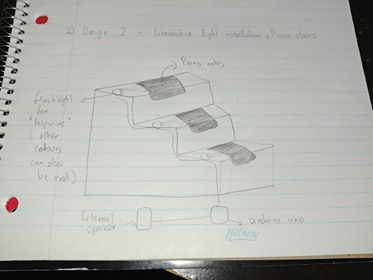 2) Design 2 - Interactive Light Installation, Piano stairs
Piano notes
flashlight
for
"tripwire"
( other
colours
can also
be used )
External
speaker
arduino uno